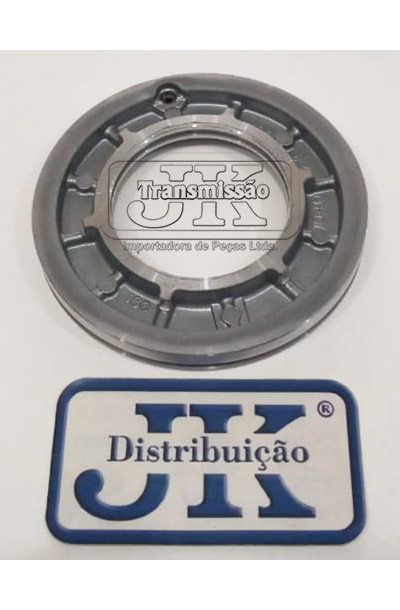 Transmissão
JK
Importadora de Peças Ltda.
JK
Distribuição
®